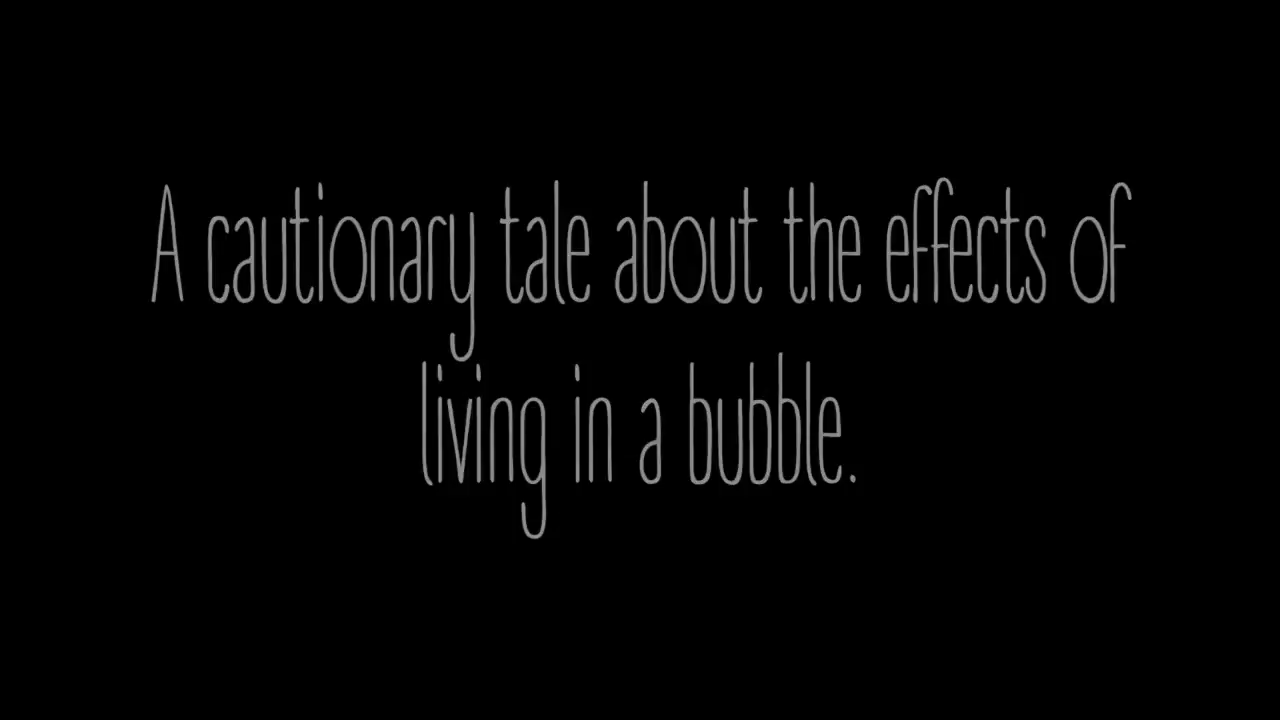 A cautionary tale about the effects of
living in a bubble.